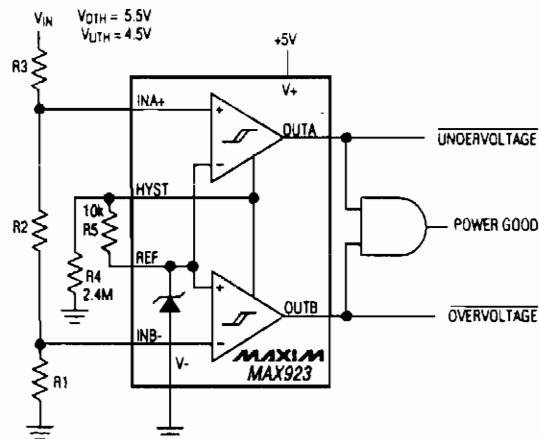 VIN
VOTH = 5.5V
VUTH = 4.5V
R3
+5V
V+
INA+
+
−
OUTA
UNDERVOLTAGE
HYST
10k
R5
R2
REF
R4
2.4M
POWER GOOD
+
−
OUTB
OVERVOLTAGE
INB-
V-
MAXIM
MAX923
R1